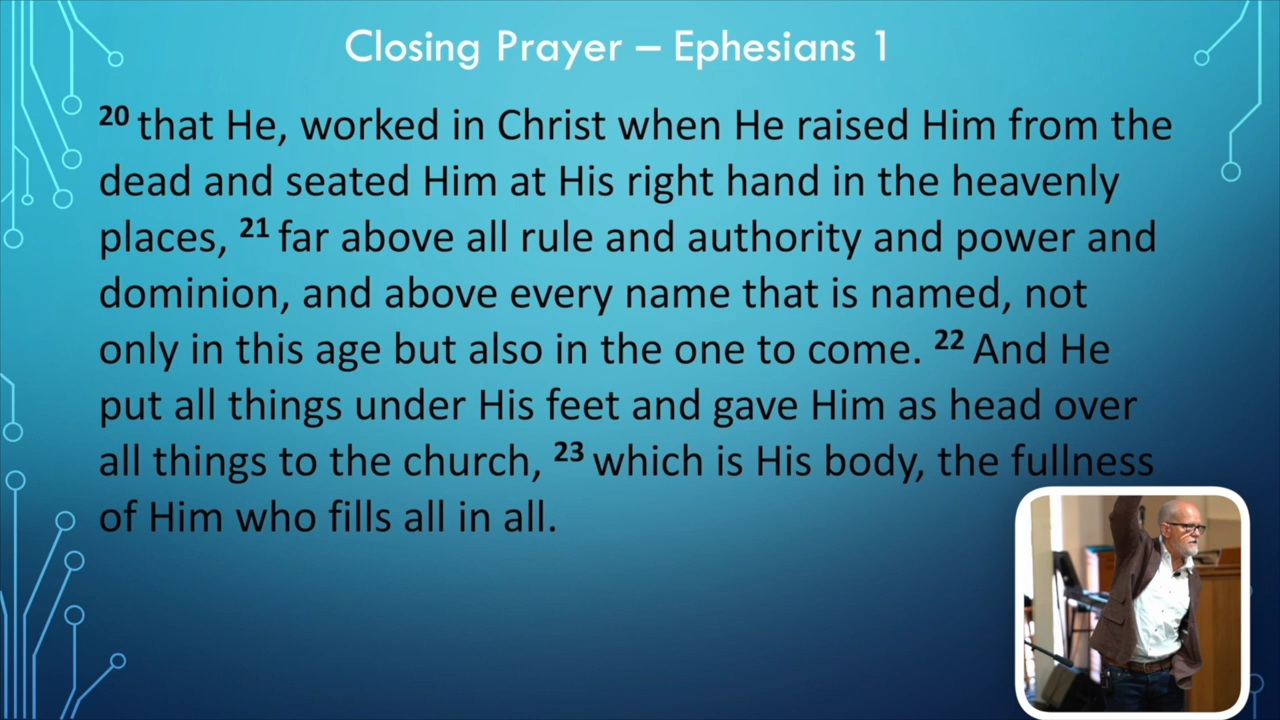 Closing Prayer – Ephesians 1
20 that He, worked in Christ when He raised Him from the
dead and seated Him at His right hand in the heavenly
places, 21 far above all rule and authority and power and
dominion, and above every name that is named, not
only in this age but also in the one to come. 22 And He
put all things under His feet and gave Him as head over
all things to the church, 23 which is His body, the fullness
of Him who fills all in all.